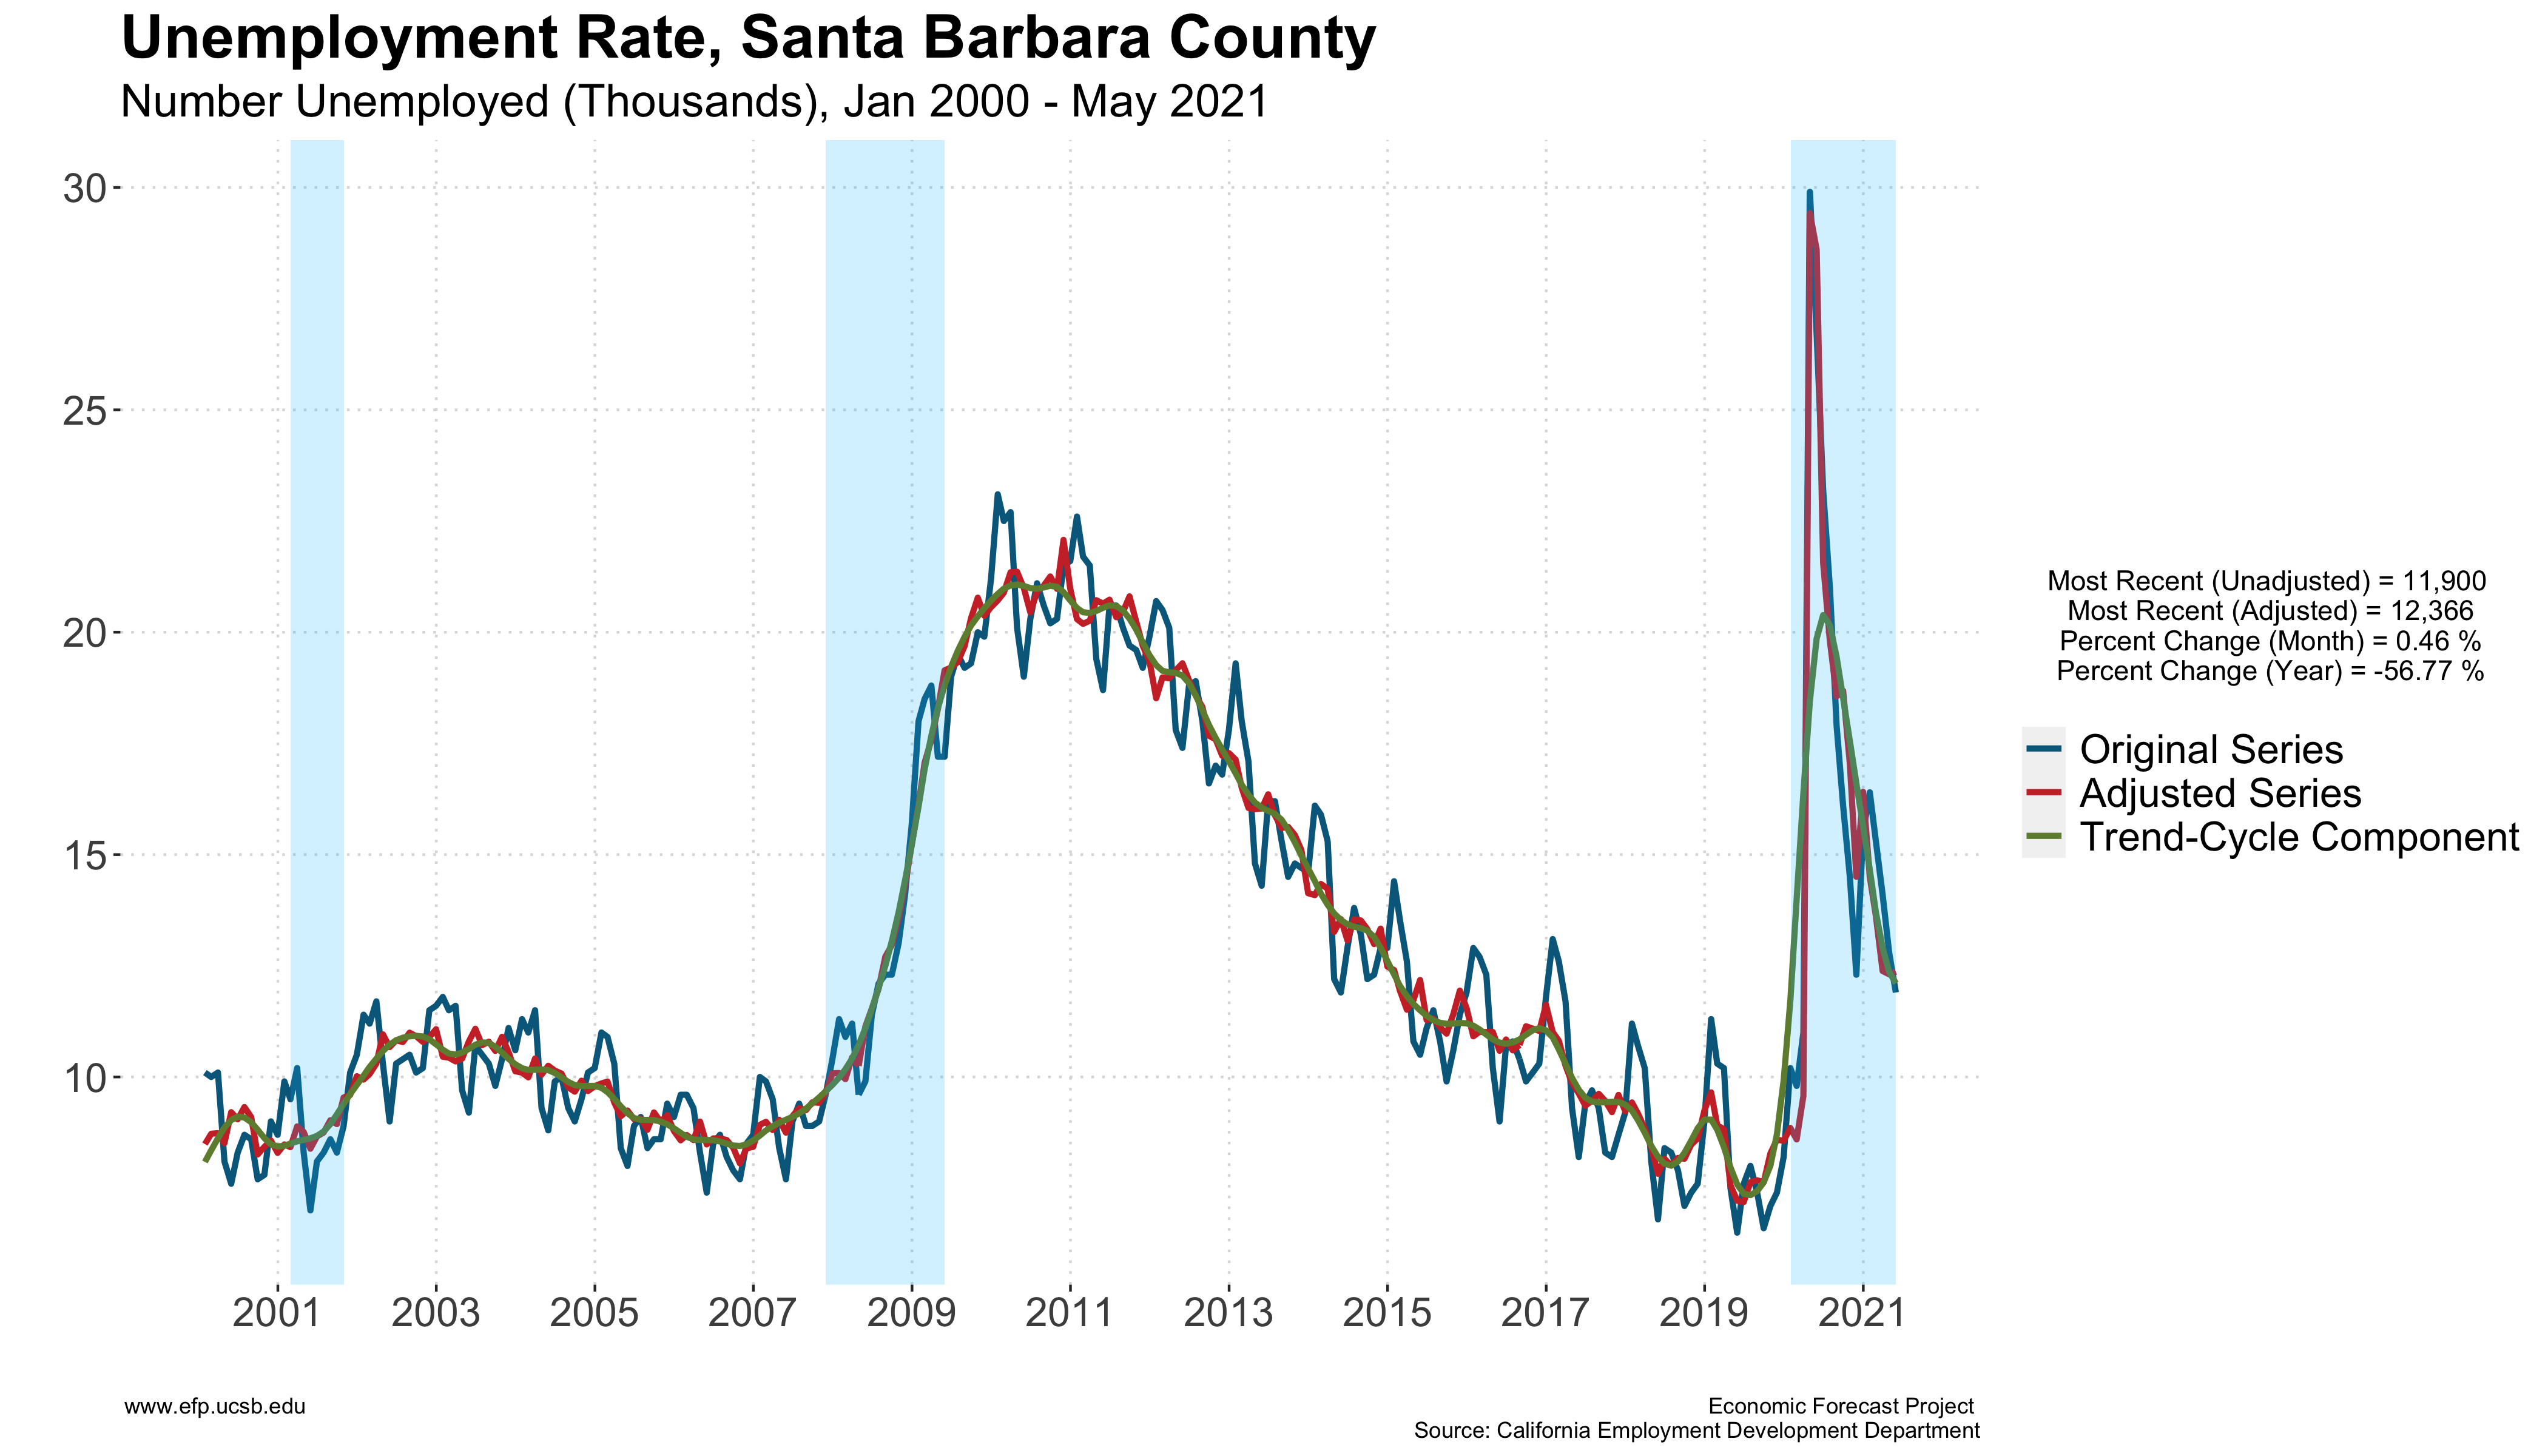 Unemployment Rate, Santa Barbara County
Number Unemployed (Thousands), Jan 2000 - May 2021
30
25
20
15
10
2001 2003 2005 2007 2009 2011 2013 2015 2017 2019 2021
Most Recent (Unadjusted) = 11,900
Most Recent (Adjusted) = 12,366
Percent Change (Month) = 0.46 %
Percent Change (Year) = -56.77 %
Original Series
Adjusted Series
Trend-Cycle Component
www.efp.ucsb.edu
Economic Forecast Project
Source: California Employment Development Department